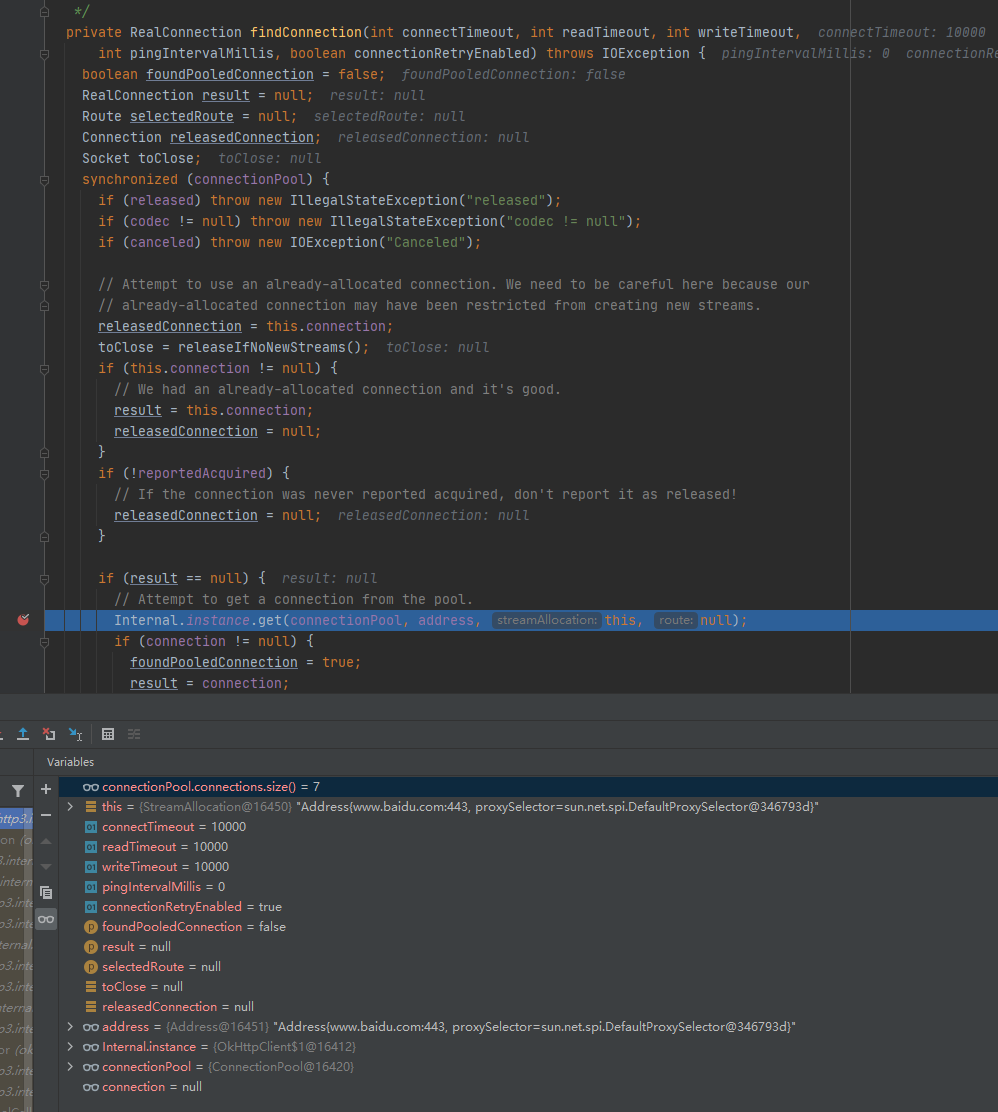 */
private RealConnection findConnection(int connectTimeout, int readTimeout, int writeTimeout, connectTimeout: 10000
int pingIntervalMillis, boolean connectionRetryEnabled) throws IOException { pingIntervalMillis: 0 connectionRe
boolean foundPooledConnection = false; foundPooledConnection: false
RealConnection result = null; result: null
Route selectedRoute = null; selectedRoute: null
Connection releasedConnection; releasedConnection: null
Socket toClose; toClose: null
synchronized (connectionPool) {
if (released) throw new IllegalStateException("released");
if (codec != null) throw new IllegalStateException("codec != null");
if (canceled) throw new IOException("Canceled");
// Attempt to use an already-allocated connection. We need to be careful here because our
// already-allocated connection may have been restricted from creating new streams.
releasedConnection = this.connection;
toClose = releaseIfNoNewStreams(); toClose: null
if (this.connection != null) {
// We had an already-allocated connection and it's good.
result = this.connection;
releasedConnection = null;
}
if (!reportedAcquired) {
// If the connection was never reported acquired, don't report it as released!
releasedConnection = null; releasedConnection: null
}
if (result == null) { result: null
// Attempt to get a connection from the pool.
Internal.instance.get(connectionPool, address, streamAllocation: this, route: null);
if (connection != null) {
foundPooledConnection = true;
result = connection;
Variables
connectionPool.connections.size() = 7
this = {StreamAllocation@16450} "Address{www.baidu.com:443, proxySelector=sun.net.spi.DefaultProxySelector@346793d}"
connectTimeout = 10000
readTimeout = 10000
writeTimeout = 10000
pingIntervalMillis = 0
connectionRetryEnabled = true
foundPooledConnection = false
result = null
selectedRoute = null
toClose = null
releasedConnection = null
address = {Address@16451} "Address{www.baidu.com:443, proxySelector=sun.net.spi.DefaultProxySelector@346793d}"
Internal.instance = {OkHttpClient$1@16412}
connectionPool = {ConnectionPool@16420}
connection = null